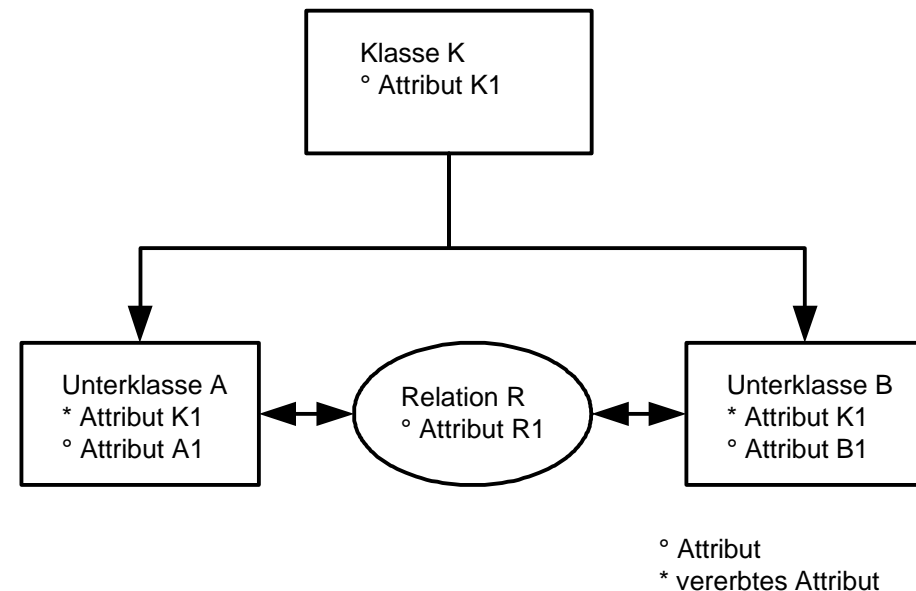 Klasse K
° Attribut K1
Unterklasse A
* Attribut K1
° Attribut A1
Relation R
° Attribut R1
Unterklasse B
* Attribut K1
° Attribut B1
° Attribut
* vererbtes Attribut